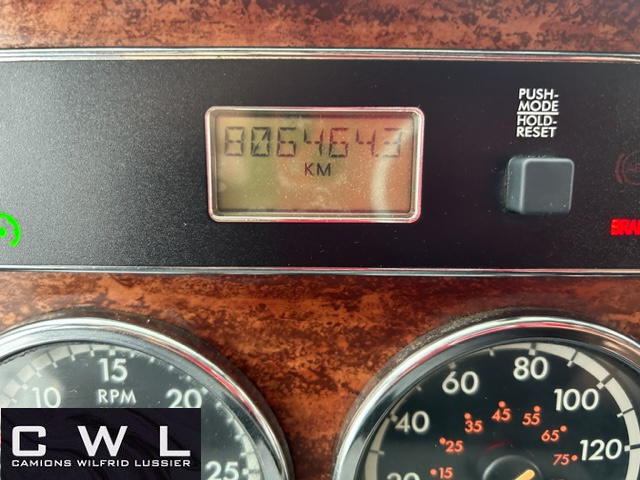 PUSH-
MODE
HOLD-
RESET
806464.3
KM
10 15 20 25
RPM
20 40 60 80 100 120
15 25 35 45 55 65 75
CWL
CAMIONS WILFRID LUSSIER